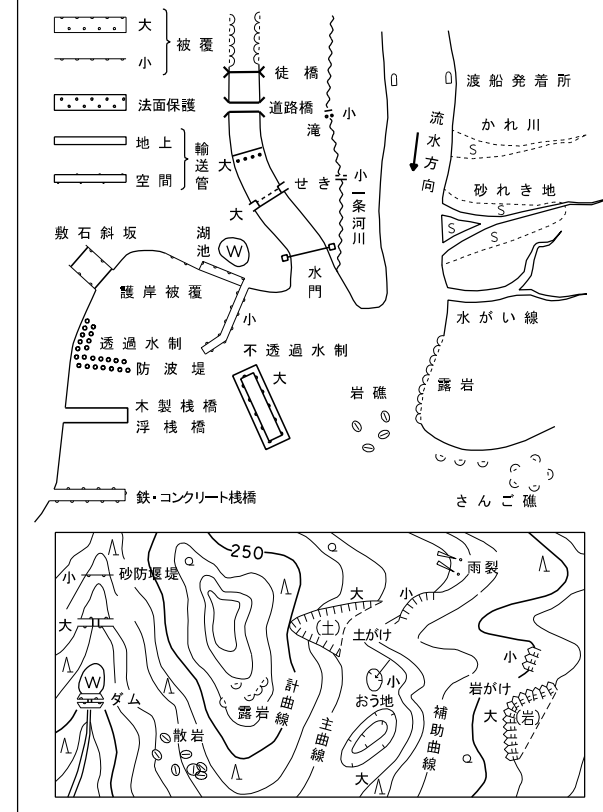 大
小
被覆
法面保護
地上
空間
輸送管
徒橋
道路橋
小
滝
大
せき
小
大
一条河川
水門
渡船発着所
流水方向
かれ川
S
砂れき地
S
S
S
水がい線
露岩
さんご礁
敷石斜坂
湖池
W
護岸被覆
小
透過水制
防波堤
不透過水制
大
岩礁
木製桟橋
浮桟橋
鉄・コンクリート桟橋
250
小
砂防堰堤
大
W
ダム
散岩
露岩
計曲線
主曲線
大
小
(土)
土がけ
雨裂
小
おう地
大
補助曲線
小
岩がけ
大
(岩)